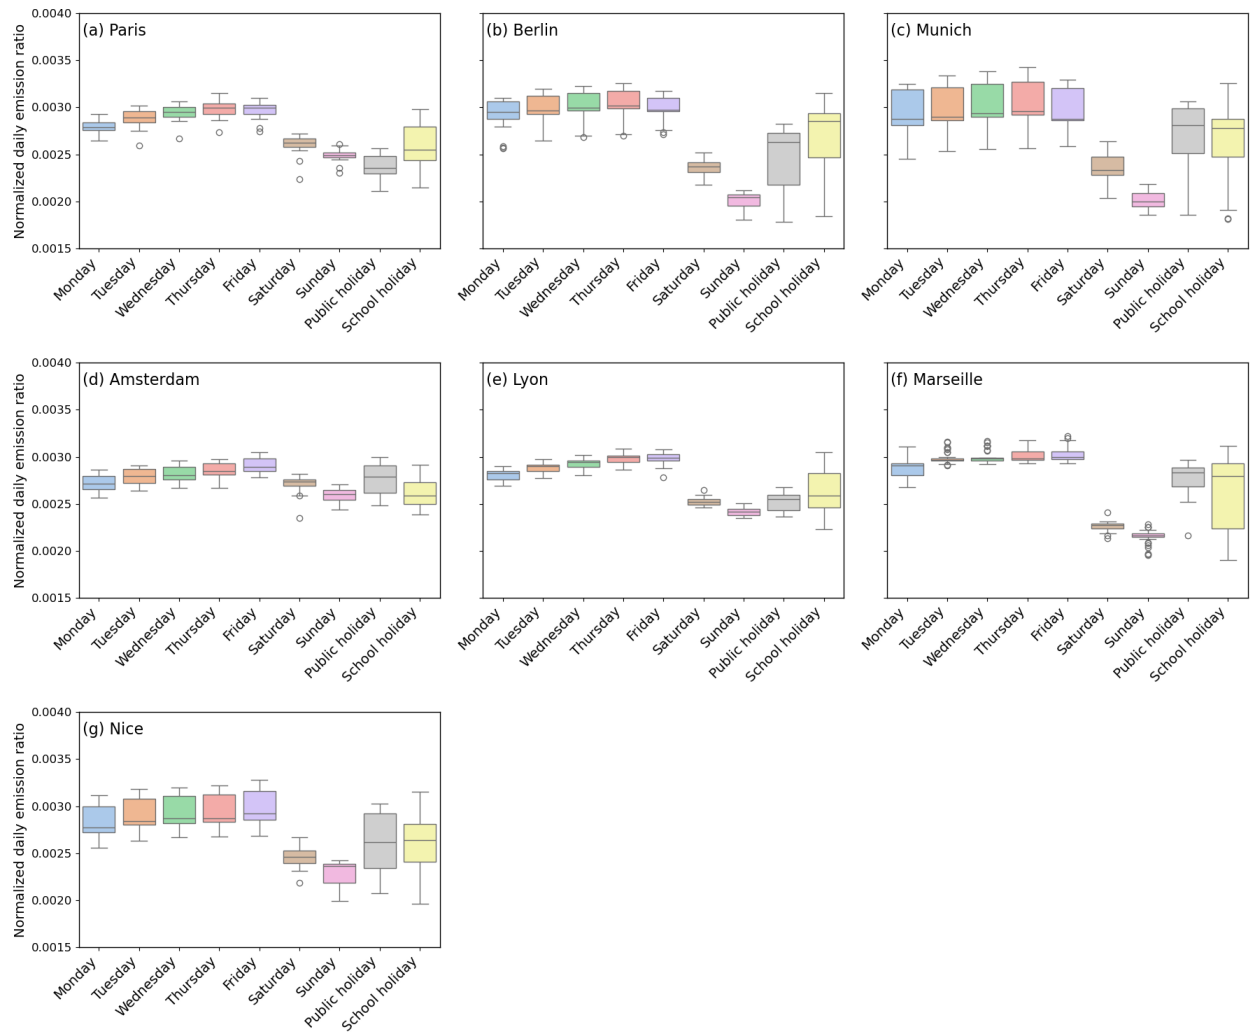 (a) Paris
(b) Berlin
(c) Munich
Normalized daily emission ratio
0.0040
0.0035
0.0030
0.0025
0.0020
0.0015
Monday
Tuesday
Wednesday
Thursday
Friday
Saturday
Sunday
Public holiday
School holiday
Monday
Tuesday
Wednesday
Thursday
Friday
Saturday
Sunday
Public holiday
School holiday
Monday
Tuesday
Wednesday
Thursday
Friday
Saturday
Sunday
Public holiday
School holiday
(d) Amsterdam
(e) Lyon
(f) Marseille
Normalized daily emission ratio
0.0040
0.0035
0.0030
0.0025
0.0020
0.0015
Monday
Tuesday
Wednesday
Thursday
Friday
Saturday
Sunday
Public holiday
School holiday
Monday
Tuesday
Wednesday
Thursday
Friday
Saturday
Sunday
Public holiday
School holiday
Monday
Tuesday
Wednesday
Thursday
Friday
Saturday
Sunday
Public holiday
School holiday
(g) Nice
Normalized daily emission ratio
0.0040
0.0035
0.0030
0.0025
0.0020
0.0015
Monday
Tuesday
Wednesday
Thursday
Friday
Saturday
Sunday
Public holiday
School holiday